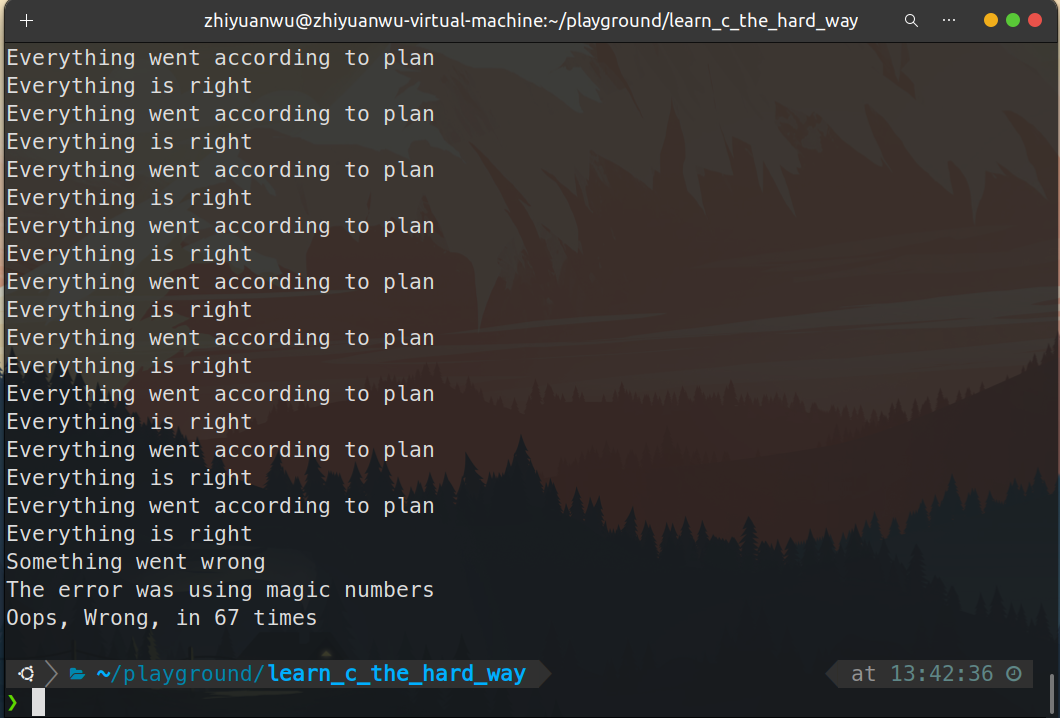 zhiyuanwu@zhiyuanwu-virtual-machine:~/playground/learn_c_the_hard_way
Everything went according to plan
Everything is right
Everything went according to plan
Everything is right
Everything went according to plan
Everything is right
Everything went according to plan
Everything is right
Everything went according to plan
Everything is right
Everything went according to plan
Everything is right
Everything went according to plan
Everything is right
Everything went according to plan
Everything is right
Everything went according to plan
Everything is right
Something went wrong
The error was using magic numbers
Oops, Wrong, in 67 times
~/playground/learn_c_the_hard_way at 13:42:36
❯